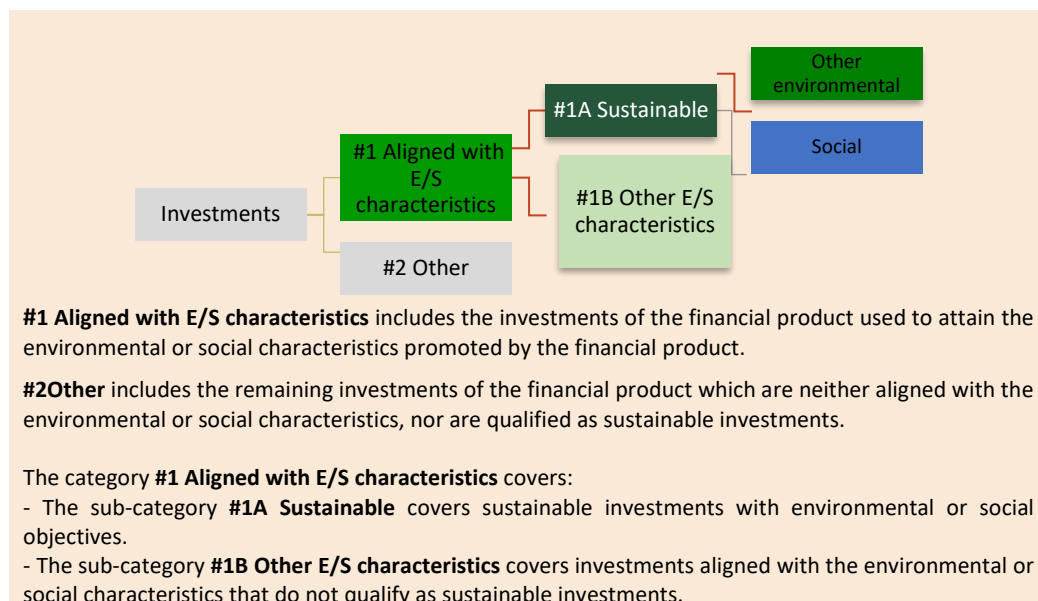 Other
environmental
#1A Sustainable
Social
#1 Aligned with
E/S
characteristics
#1B Other E/S
characteristics
Investments
#2 Other
#1 Aligned with E/S characteristics includes the investments of the financial product used to attain the
environmental or social characteristics promoted by the financial product.
#2Other includes the remaining investments of the financial product which are neither aligned with the
environmental or social characteristics, nor are qualified as sustainable investments.
The category #1 Aligned with E/S characteristics covers:
- The sub-category #1A Sustainable covers sustainable investments with environmental or social
objectives.
- The sub-category #1B Other E/S characteristics covers investments aligned with the environmental or
social characteristics that do not qualify as sustainable investments.